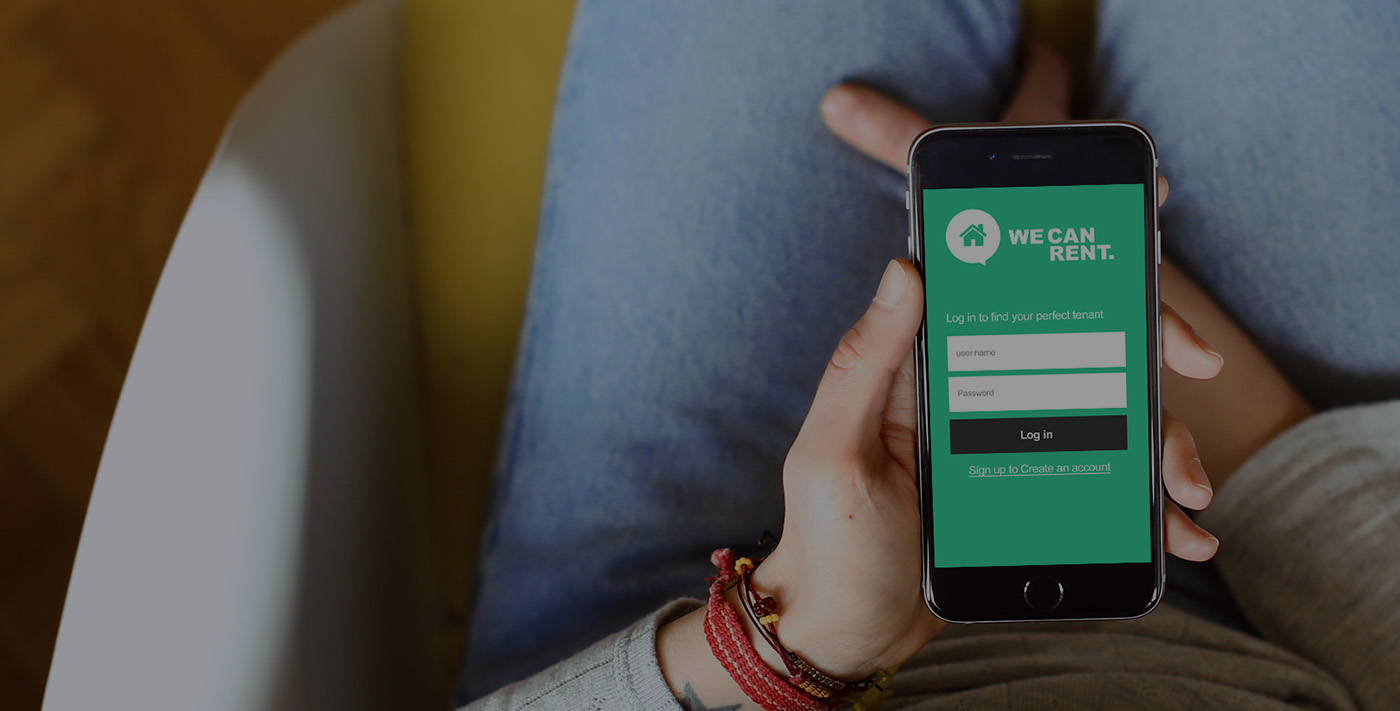 WE CAN
RENT.
Log in to find your perfect tenant
user name
Password
Log in
Sign up to Create an account